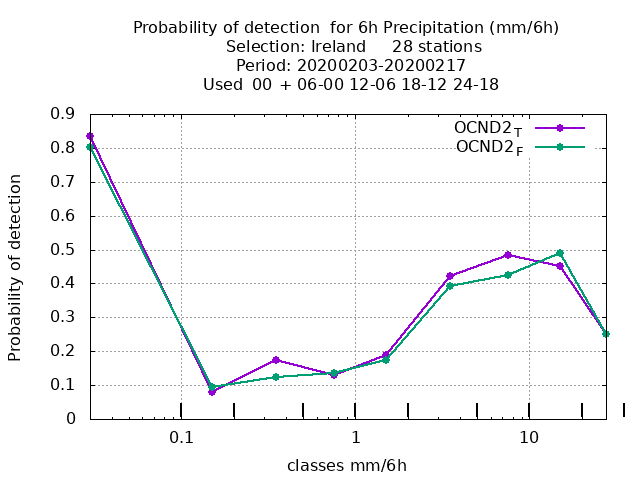 Probability of detection  for 6h Precipitation (mm/6h)
Selection: Ireland     28 stations
Period: 20200203-20200217
Used  00  + 06-00 12-06 18-12 24-18
OCND2T
OCND2F
0.9
0.8
0.7
0.6
0.5
0.4
0.3
0.2
0.1
0
Probability of detection
0.1 1 10
classes mm/6h